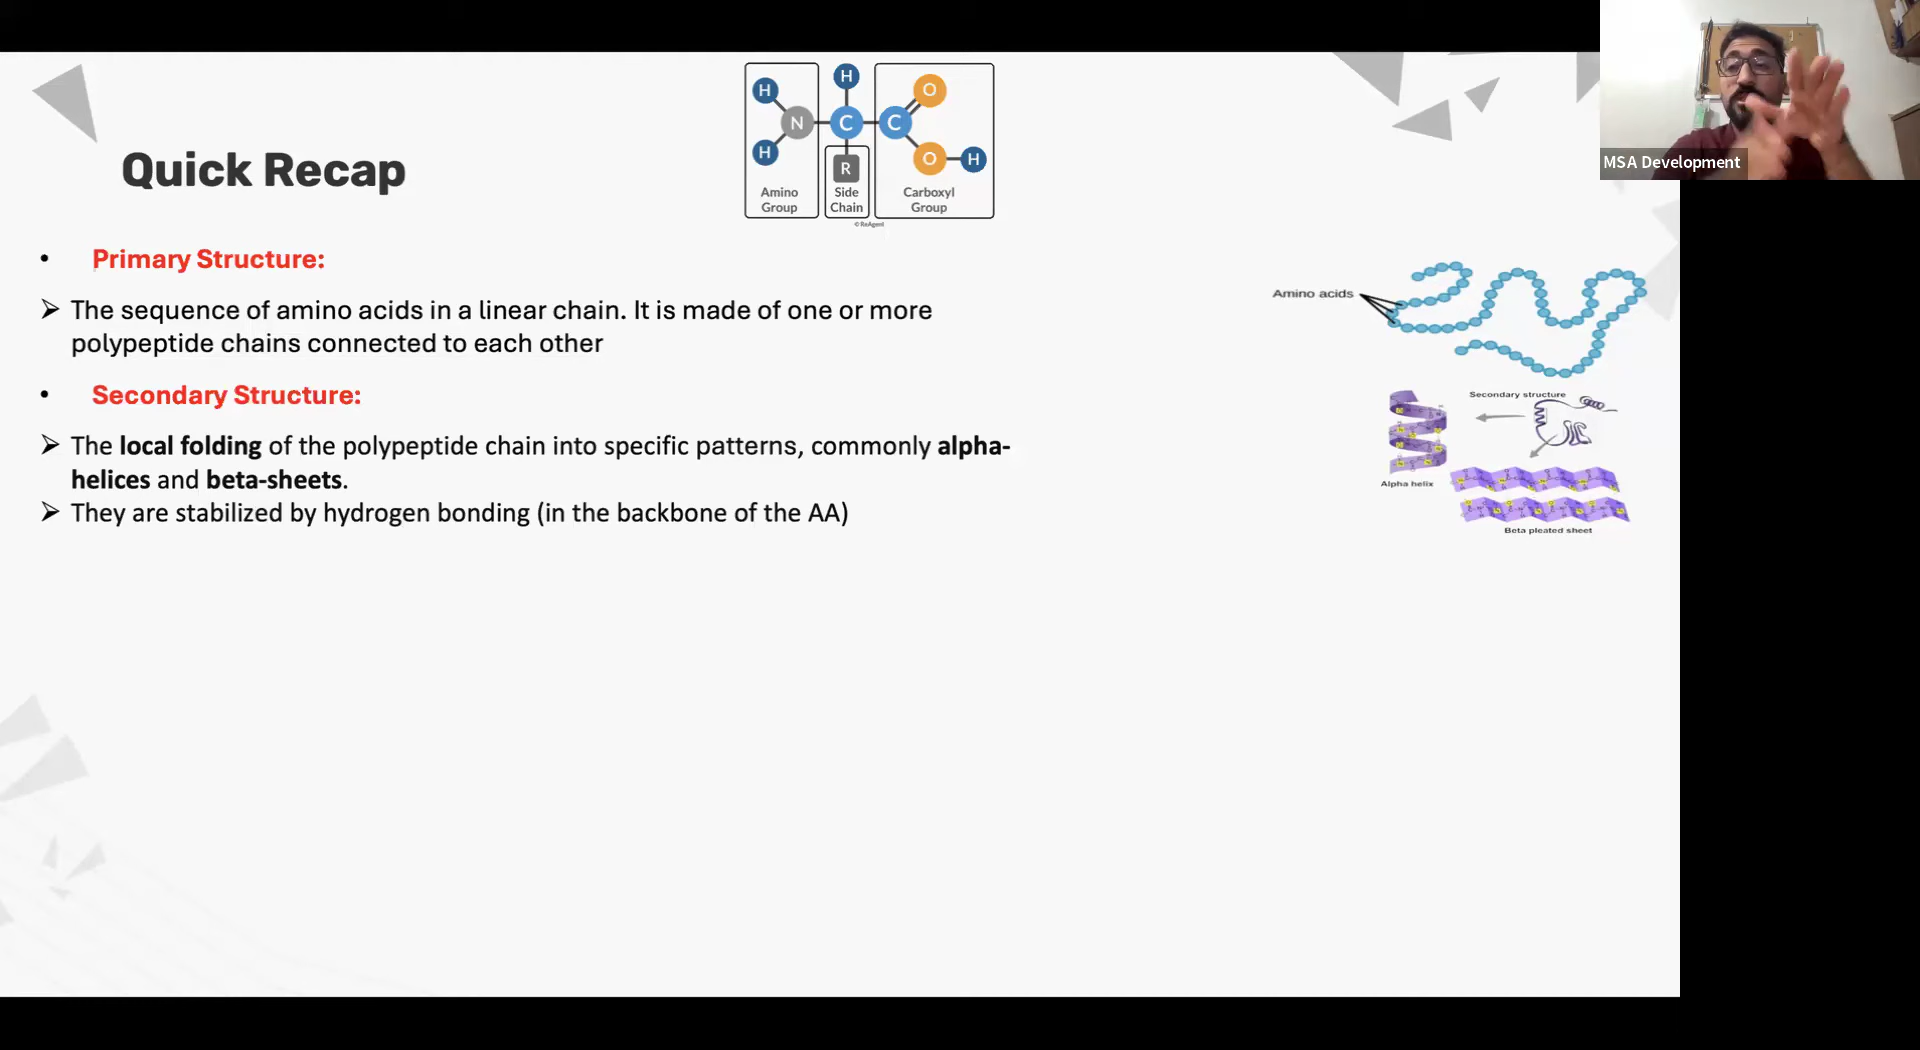 H
H
O
N
C
C
H
O
H
R
Amino
Group
Side
Chain
Carboxyl
Group
© ReAgent
MSA Development
Quick Recap
• Primary Structure:
➢ The sequence of amino acids in a linear chain. It is made of one or more
polypeptide chains connected to each other
Amino acids
• Secondary Structure:
➢ The local folding of the polypeptide chain into specific patterns, commonly alpha-
helices and beta-sheets.
➢ They are stabilized by hydrogen bonding (in the backbone of the AA)
Secondary structure
Alpha helix
Beta pleated sheet